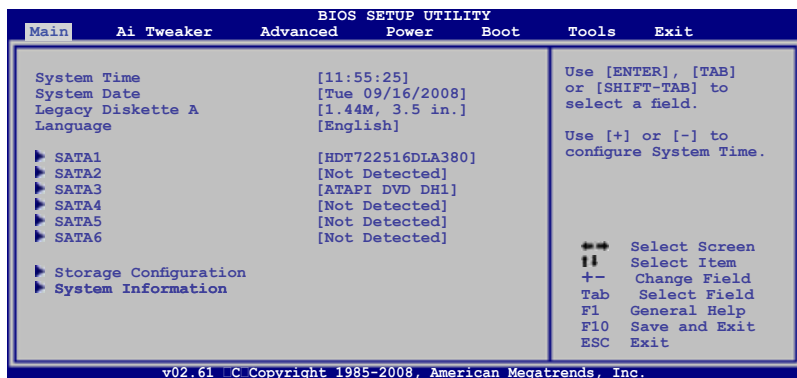 BIOS SETUP UTILITY
Main Ai Tweaker Advanced Power Boot Tools Exit
System Time [11:55:25]
System Date [Tue 09/16/2008]
Legacy Diskette A [1.44M, 3.5 in.]
Language [English]
SATA1 [HDT722516DLA380]
SATA2 [Not Detected]
SATA3 [ATAPI DVD DH1]
SATA4 [Not Detected]
SATA5 [Not Detected]
SATA6 [Not Detected]
Storage Configuration
System Information
Use [ENTER], [TAB]
or [SHIFT-TAB] to
select a field.
Use [+] or [-] to
configure System Time.
←→ Select Screen
↑↓ Select Item
+- Change Field
Tab Select Field
F1 General Help
F10 Save and Exit
ESC Exit
v02.61 □C□Copyright 1985-2008, American Megatrends, Inc.